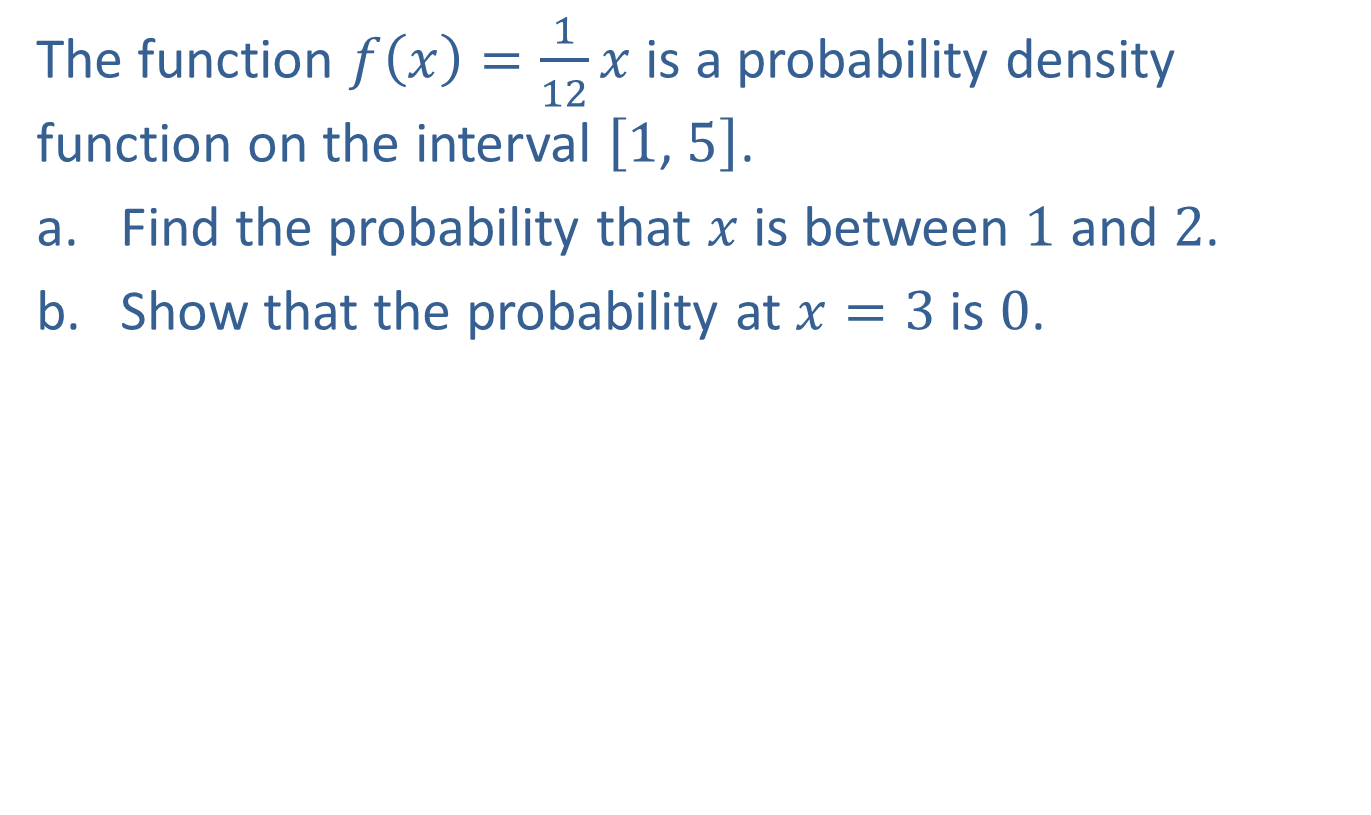 The function f(x) = 1/12 x is a probability density
function on the interval [1, 5].
a. Find the probability that x is between 1 and 2.
b. Show that the probability at x = 3 is 0.